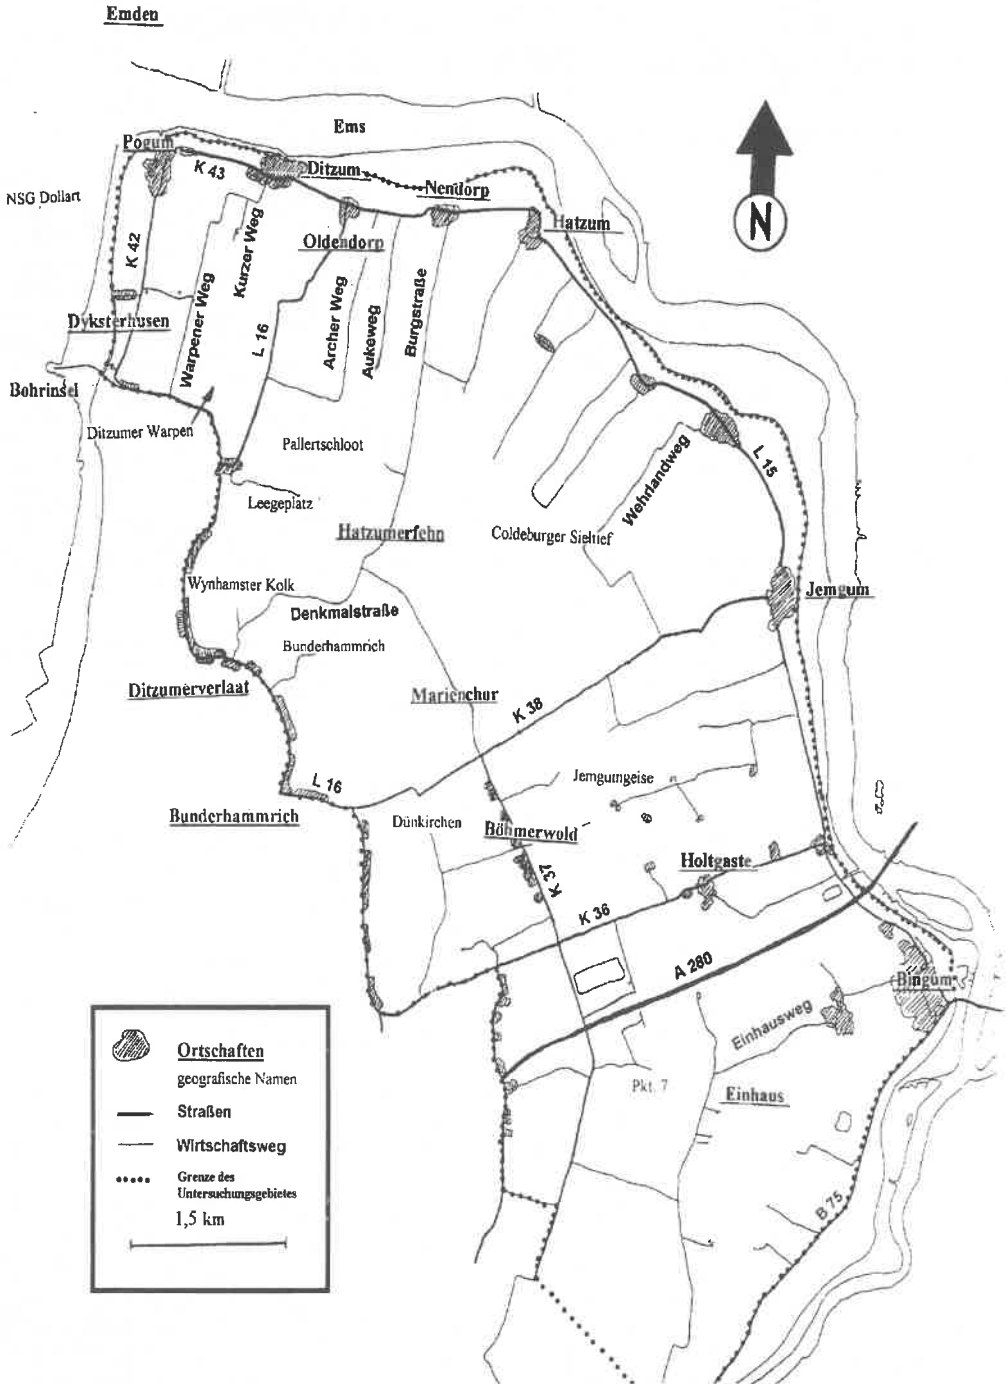 Emden
Ems
Pogum
K 43
Ditzum
Nendorp
NSG Dollart
Hatzum
Oldendorp
K 42
Kurzer Weg
Warpener Weg
L 16
Archer Weg
Aukeweg
Burgstraße
Dyksterhusen
Bohrinsel
Ditzumer Warpen
Pallertschloot
Wehrlandweg
L 15
Leegeplatz
Hatzumerfehn
Coldeburger Sieltief
Wynhamster Kolk
Denkmalstraße
Jemgum
Bunderhammrich
Ditzumerverlaat
Marienchur
K 38
L 16
Jemgumgeise
Bunderhammrich
Dünkirchen
Böhmerwold
Holtgaste
K 37
K 36
A 280
Bingum
Einhausweg
Pkt. 7
Einhaus
B 75
N
Ortschaften
geografische Namen
Straßen
Wirtschaftsweg
Grenze des
Untersuchungsgebietes
1,5 km